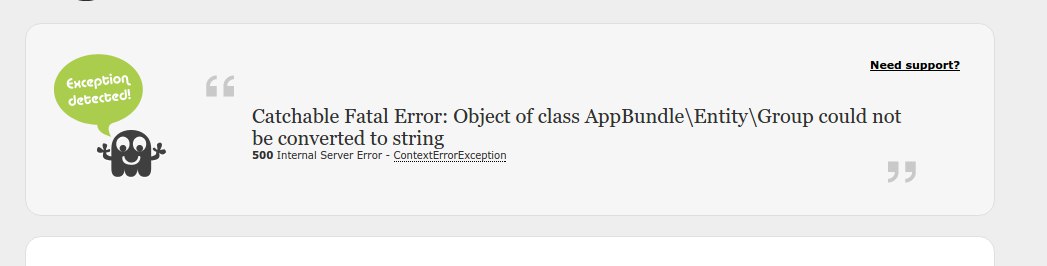 Exception
detected!
Need support?
Catchable Fatal Error: Object of class AppBundle\Entity\Group could not
be converted to string
500 Internal Server Error - ContextErrorException